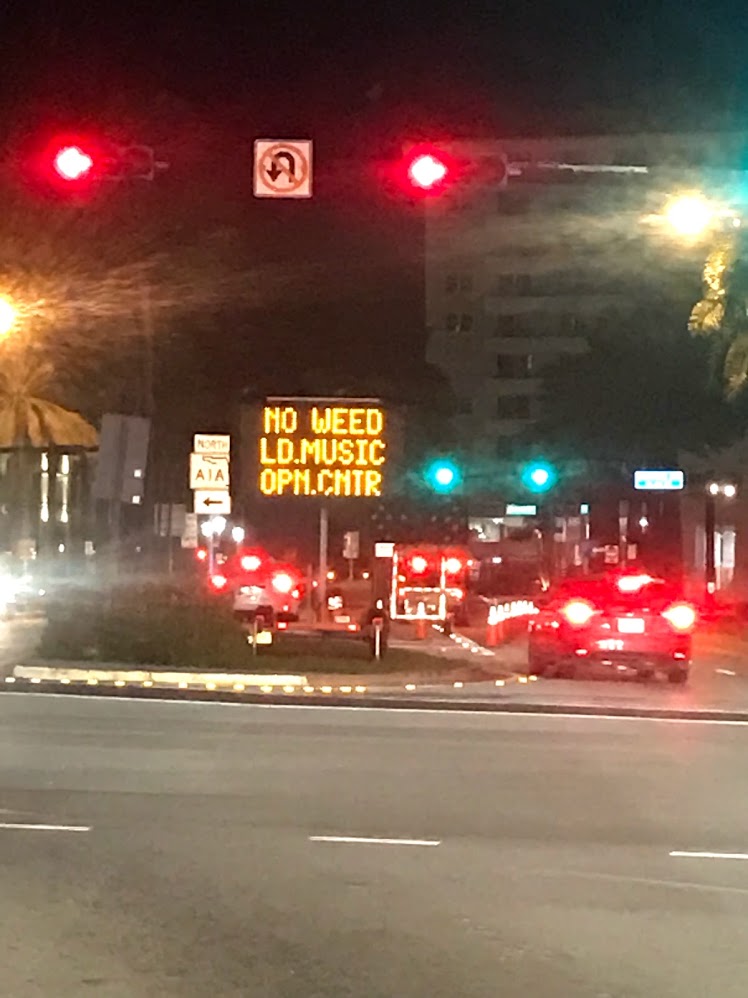 NO WEED
LD.MUSIC
OPN.CNTR
NORTH
A1A